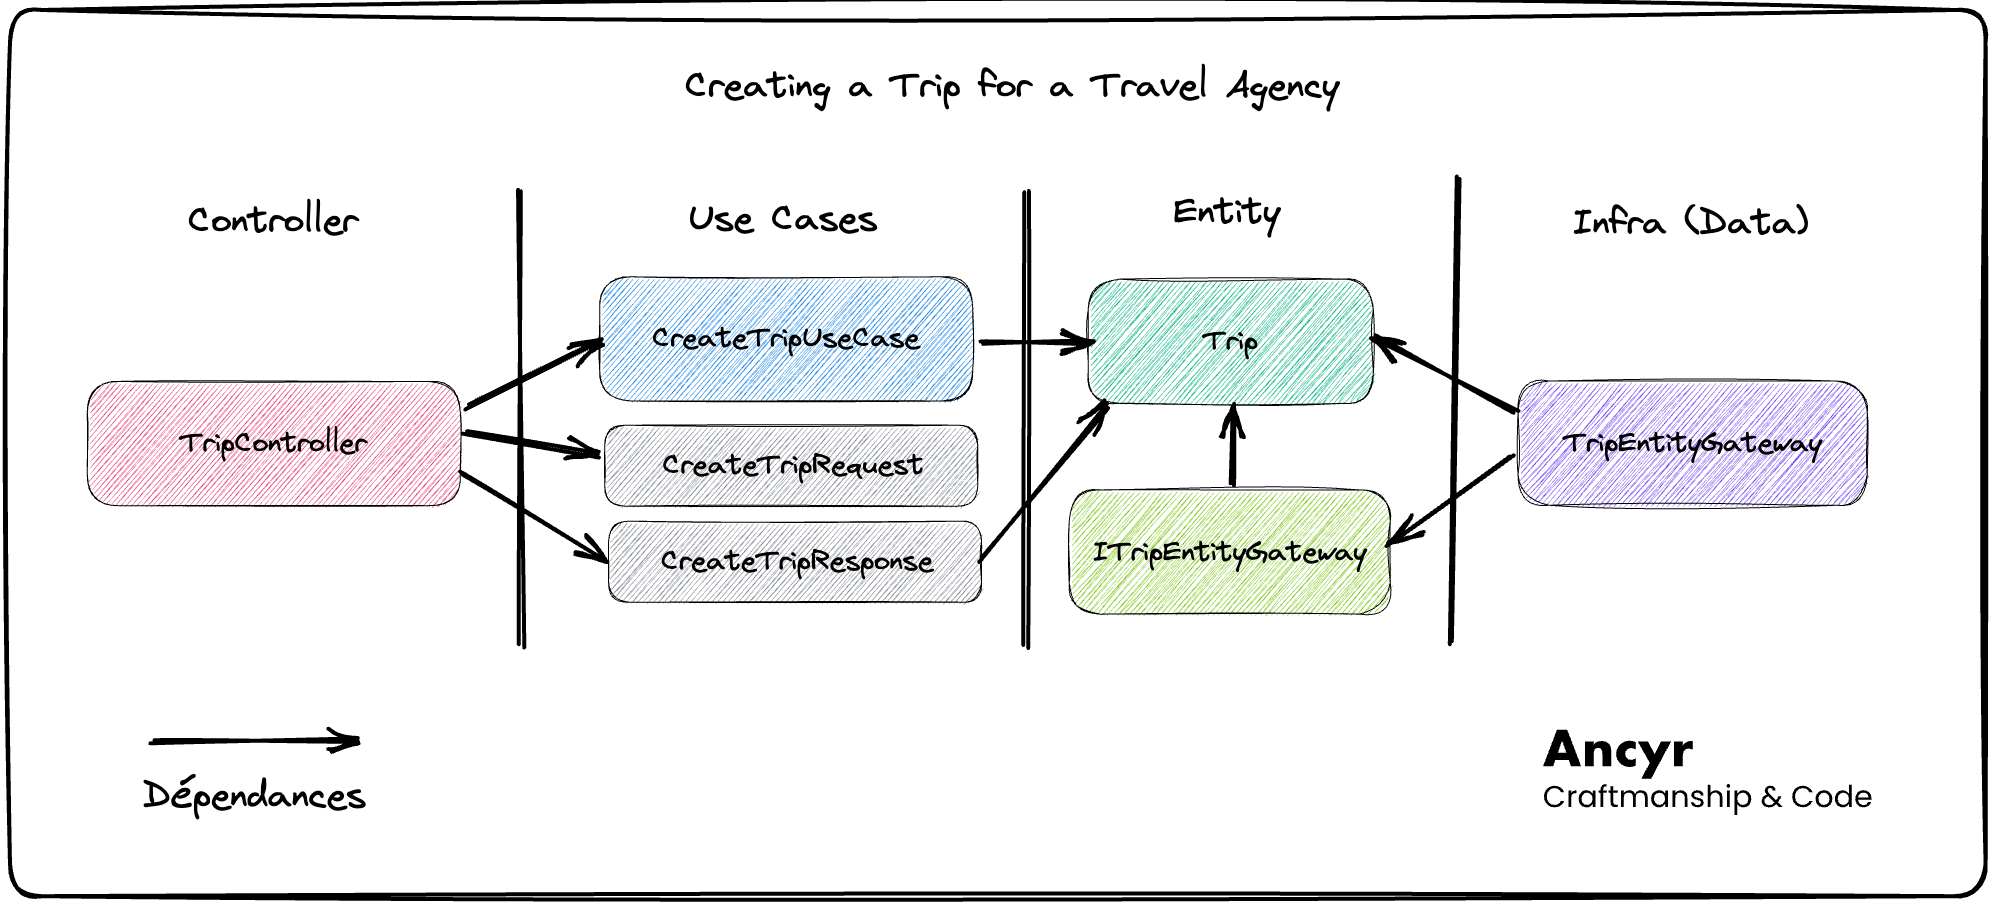 Creating a Trip for a Travel Agency
Controller
Use Cases
Entity
Infra (Data)
CreateTripUseCase
Trip
TripController
CreateTripRequest
TripEntityGateway
CreateTripResponse
ITripEntityGateway
Dépendances
Ancyr
Craftmanship & Code